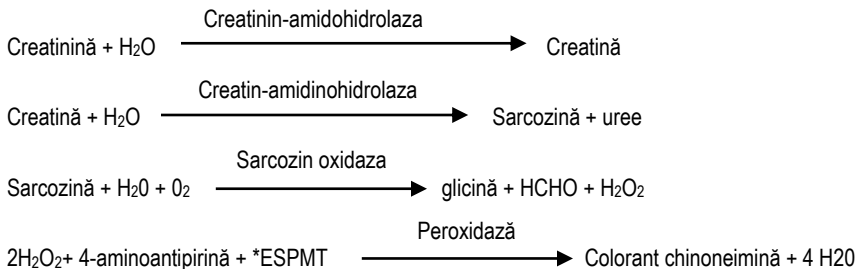 Creatinin-amidohidrolaza
Creatinină + H₂O Creatină
Creatin-amidinohidrolaza
Creatină + H₂O Sarcozină + uree
Sarcozin oxidaza
Sarcozină + H₂0 + 0₂ glicină + HCHO + H₂O₂
Peroxidază
2H₂O₂+ 4-aminoantipirină + *ESPMT Colorant chinoneimină + 4 H20